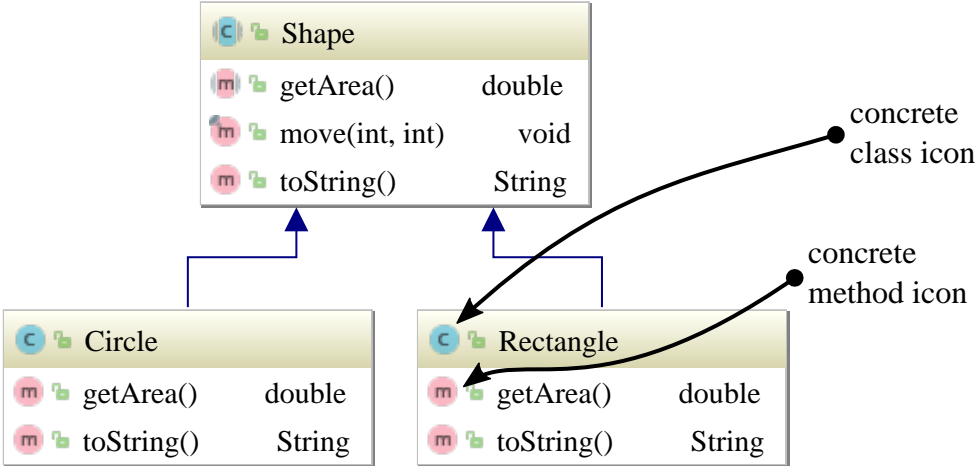 C Shape
m getArea() double
m move(int, int) void
m toString() String
concrete
class icon
concrete
method icon
C Circle
m getArea() double
m toString() String
C Rectangle
m getArea() double
m toString() String